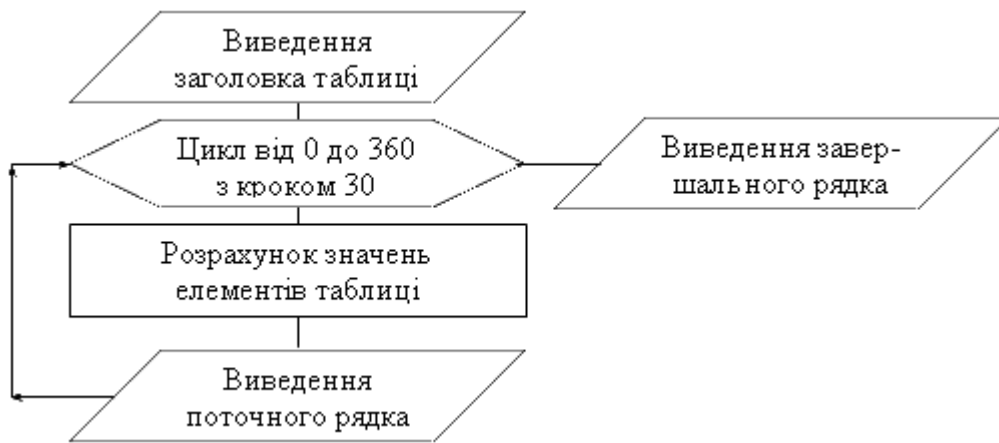 Виведення
заголовка таблиці
Цикл від 0 до 360
з кроком 30
Виведення завер-
шального рядка
Розрахунок значень
елементів таблиці
Виведення
поточного рядка